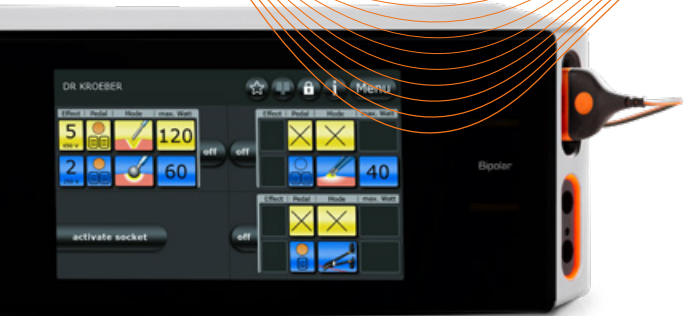 DR KROEBER
i Menu
Effect Pedal Mode max. Watt
5 120
off
2 60
activate socket
Effect Pedal Mode max. Watt
off
40
Effect Pedal Mode max. Watt
off
Bipolar